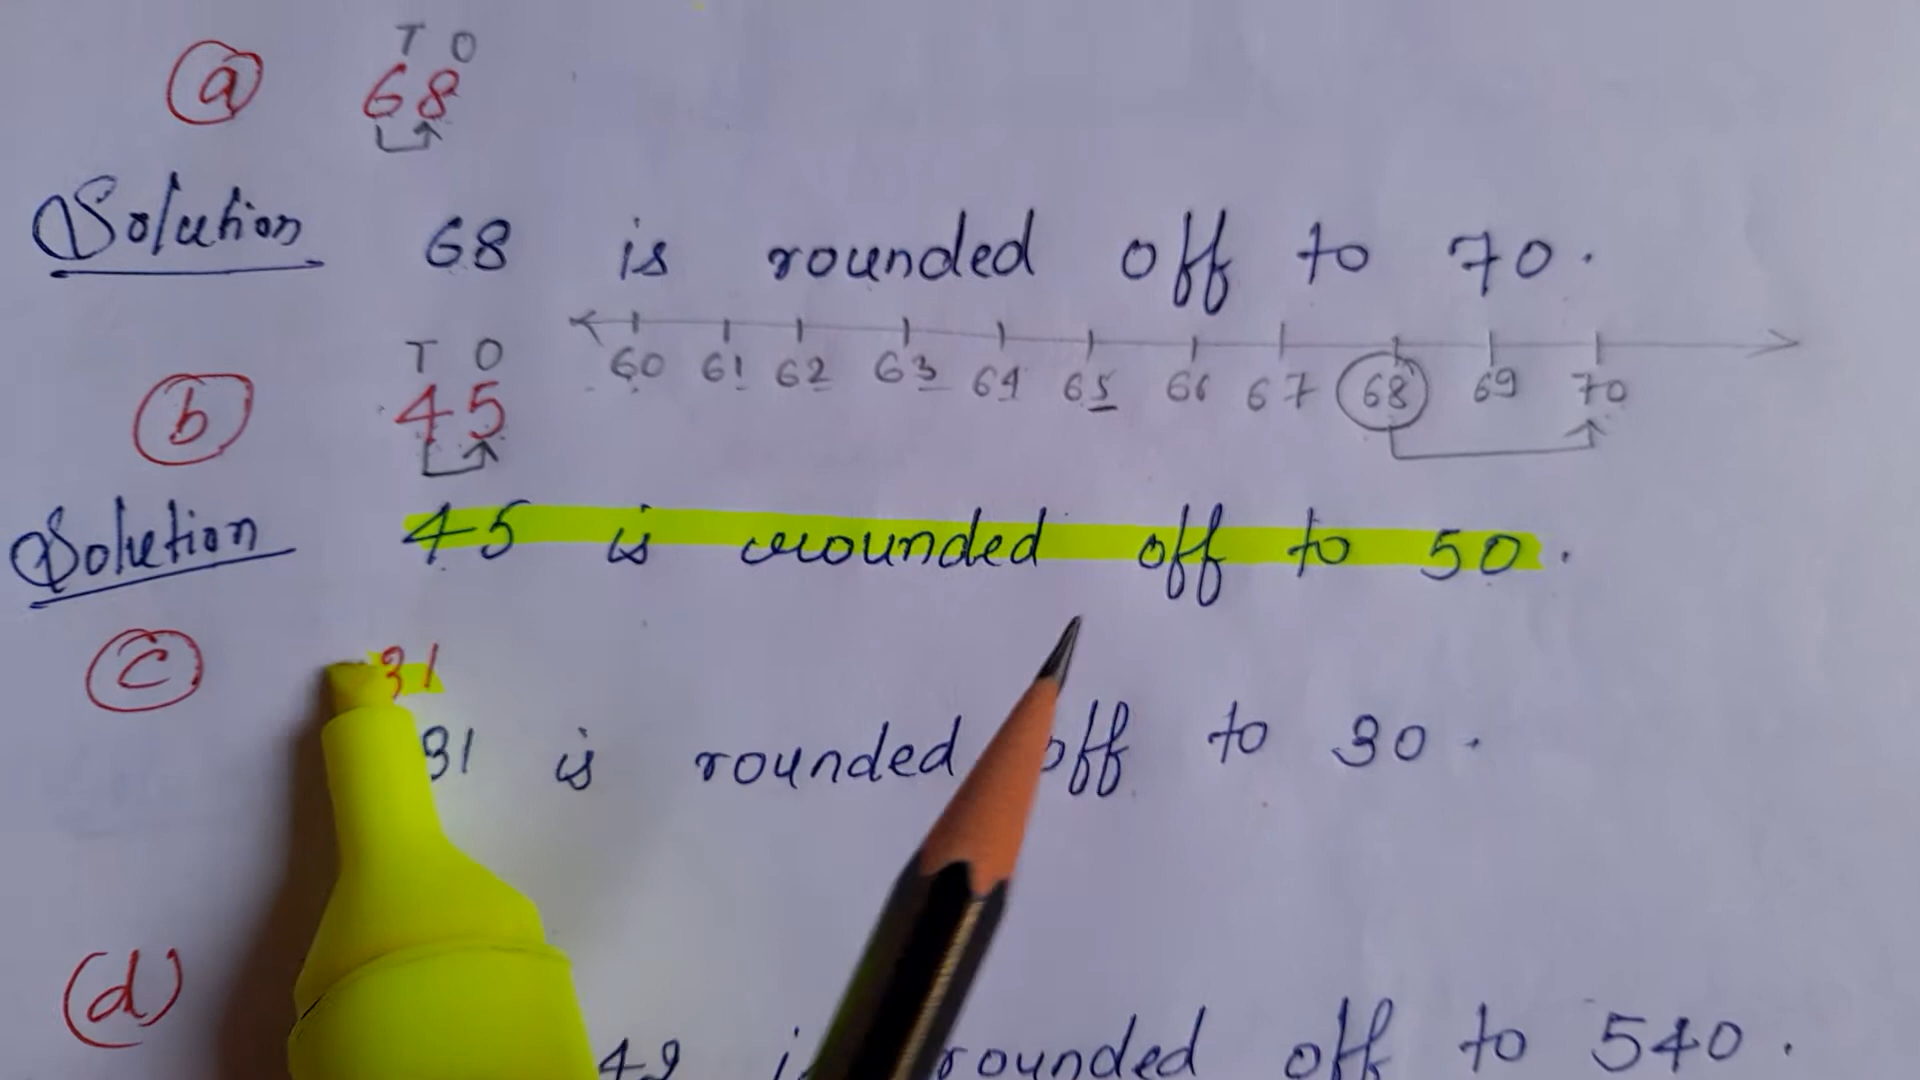 T O
(a) 68
Solution 68 is rounded off to 70.
60 61 62 63 64 65 66 67 68 69 70
T O
(b) 45
Solution 45 is rounded off to 50.
(c) 31
31 is rounded off to 30.
(d)
rounded off to 540.